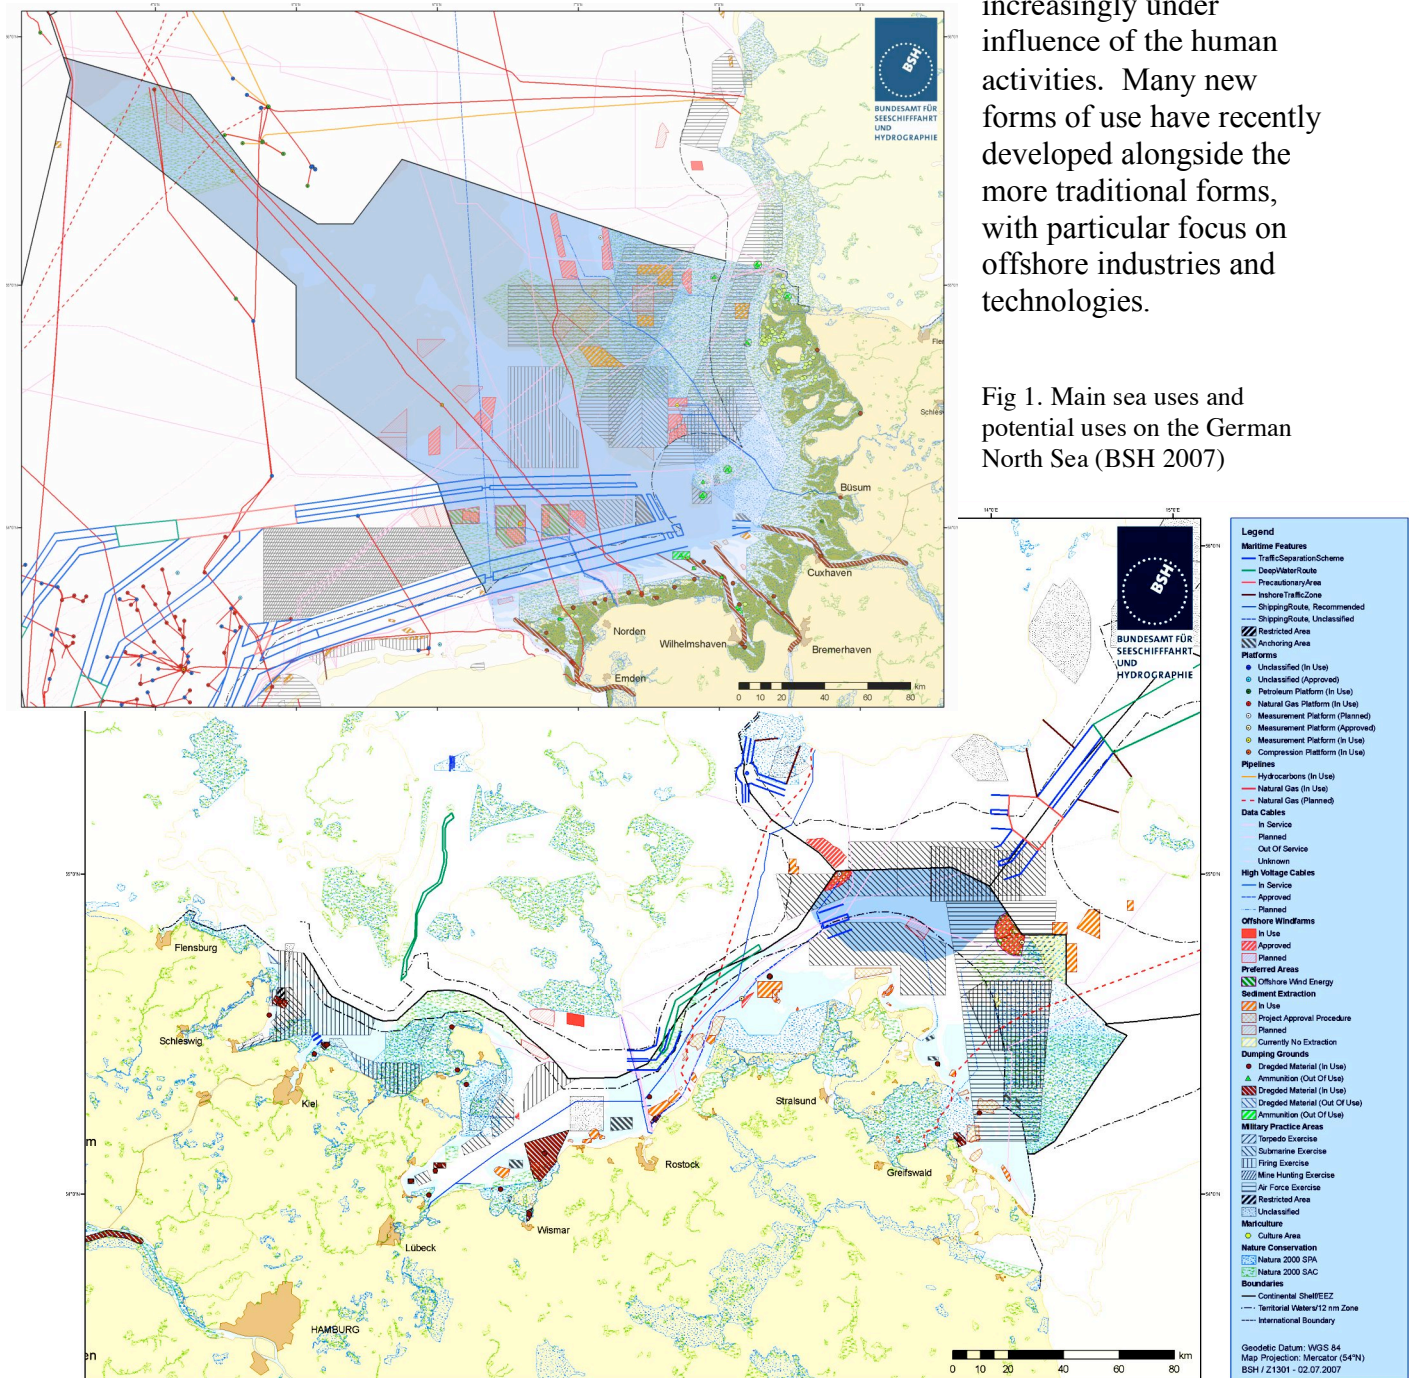 increasingly under
influence of the human
activities. Many new
forms of use have recently
developed alongside the
more traditional forms,
with particular focus on
offshore industries and
technologies.
Fig 1. Main sea uses and
potential uses on the German
North Sea (BSH 2007)
BSH
BUNDESAMT FÜR
SEESCHIFFFAHRT
UND
HYDROGRAPHIE
Büsum
Cuxhaven
Norden
Wilhelmshaven
Bremerhaven
Emden
0 10 20 40 60 80 km
14°E 15°E
BSH
BUNDESAMT FÜR
SEESCHIFFFAHRT
UND
HYDROGRAPHIE
Flensburg
Schleswig
Kiel
Stralsund
Rostock
Greifswald
Wismar
Lübeck
HAMBURG
m
en
0 10 20 40 60 80 km
Legend
Maritime Features
TrafficSeparationScheme
DeepWaterRoute
PrecautionaryArea
InshoreTrafficZone
ShippingRoute, Recommended
ShippingRoute, Unclassified
Restricted Area
Anchoring Area
Platforms
Unclassified (In Use)
Unclassified (Approved)
Petroleum Platform (In Use)
Natural Gas Platform (In Use)
Measurement Platform (Planned)
Measurement Platform (Approved)
Measurement Platform (In Use)
Compression Plattform (In Use)
Pipelines
Hydrocarbons (In Use)
Natural Gas (In Use)
Natural Gas (Planned)
Data Cables
In Service
Planned
Out Of Service
Unknown
High Voltage Cables
In Service
Approved
Planned
Offshore Windfarms
In Use
Approved
Planned
Preferred Areas
Offshore Wind Energy
Sediment Extraction
In Use
Project Approval Procedure
Planned
Currently No Extraction
Dumping Grounds
Dregded Material (In Use)
Ammunition (Out Of Use)
Dregded Material (In Use)
Dregded Material (Out Of Use)
Ammunition (Out Of Use)
Military Practice Areas
Torpedo Exercise
Submarine Exercise
Firing Exercise
Mine Hunting Exercise
Air Force Exercise
Restricted Area
Unclassified
Mariculture
Culture Area
Nature Conservation
Natura 2000 SPA
Natura 2000 SAC
Boundaries
Continental Shelf/EEZ
Territorial Waters/12 nm Zone
International Boundary
Geodetic Datum: WGS 84
Map Projection: Mercator (54°N)
BSH / Z1301 - 02.07.2007